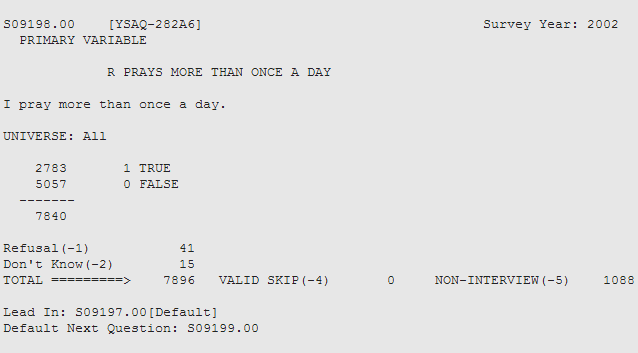 S09198.00 [YSAQ-282A6] Survey Year: 2002
PRIMARY VARIABLE
R PRAYS MORE THAN ONCE A DAY
I pray more than once a day.
UNIVERSE: All
2783 1 TRUE
5057 0 FALSE
-------
7840
Refusal(-1) 41
Don't Know(-2) 15
TOTAL =========> 7896 VALID SKIP(-4) 0 NON-INTERVIEW(-5) 1088
Lead In: S09197.00[Default]
Default Next Question: S09199.00